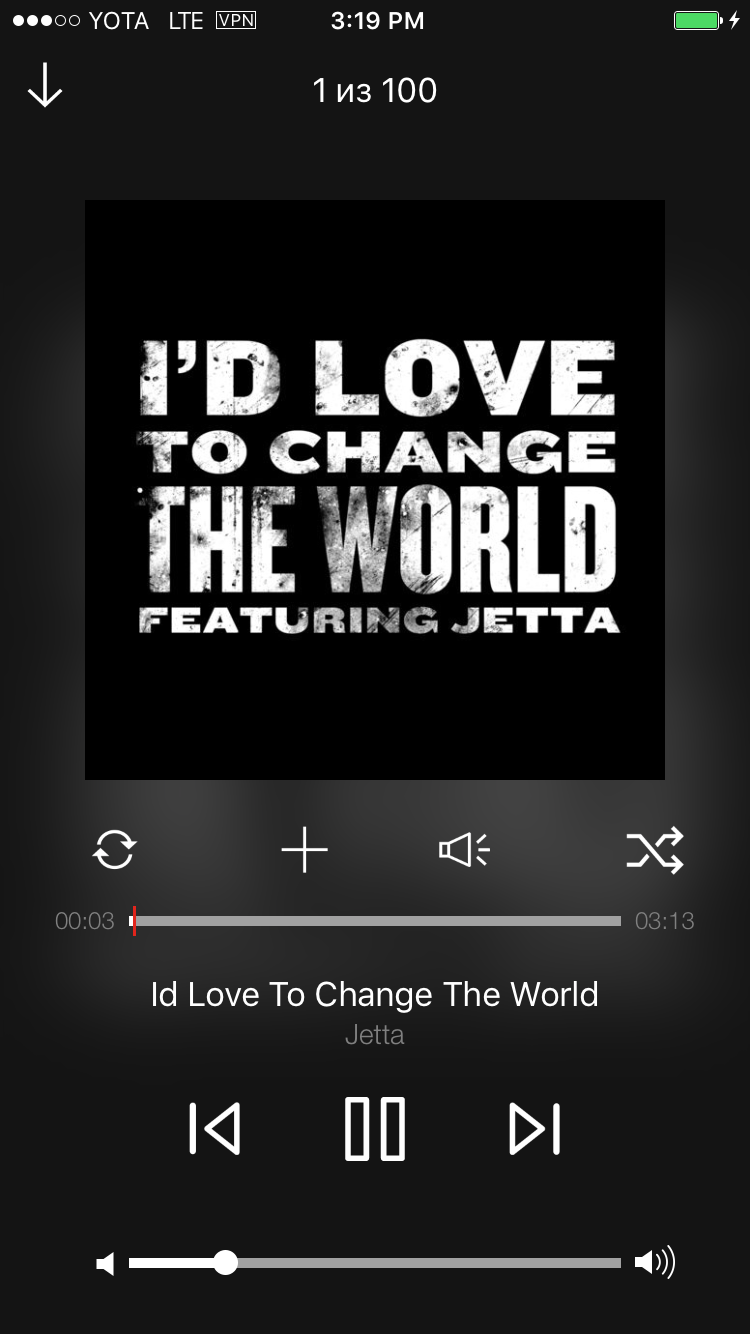 YOTA LTE VPN 3:19 PM
1 из 100
I'D LOVE
TO CHANGE
THE WORLD
FEATURING JETTA
00:03 03:13
Id Love To Change The World
Jetta